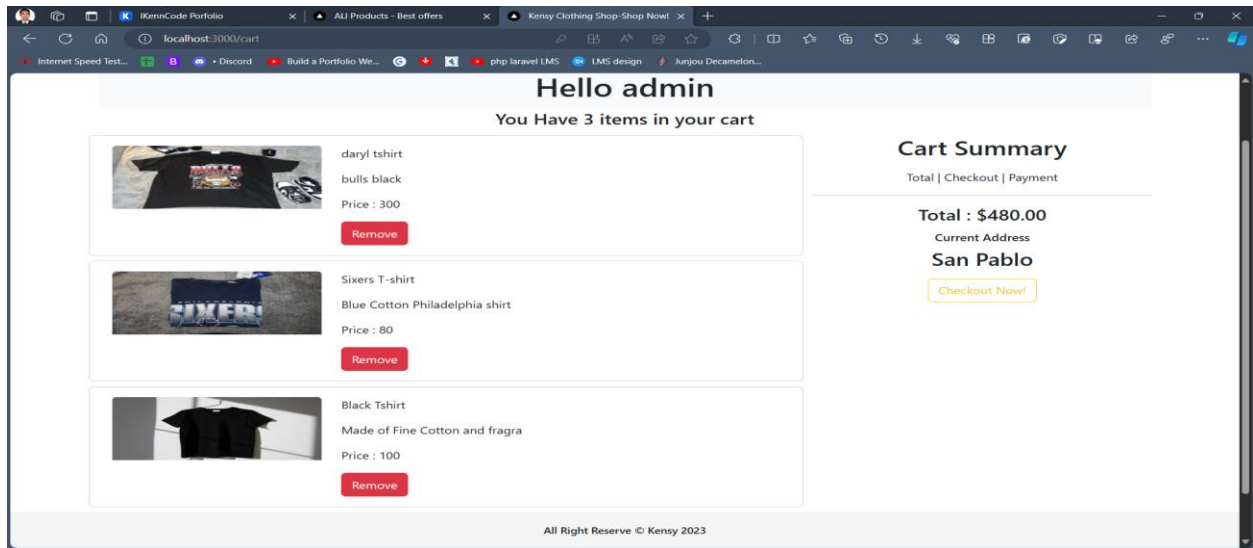 IKennCode Porfolio
ALI Products - Best offers
Kensy Clothing Shop-Shop Now!
localhost:3000/cart
Internet Speed Test...
B
• Discord
Build a Portfolio We...
G
php laravel LMS
LMS design
Junjou Decamelon...
Hello admin
You Have 3 items in your cart
daryl tshirt
bulls black
Price : 300
Remove
SIXERS
Sixers T-shirt
Blue Cotton Philadelphia shirt
Price : 80
Remove
Black Tshirt
Made of Fine Cotton and fragra
Price : 100
Remove
Cart Summary
Total | Checkout | Payment
Total : $480.00
Current Address
San Pablo
Checkout Now!
All Right Reserve © Kensy 2023